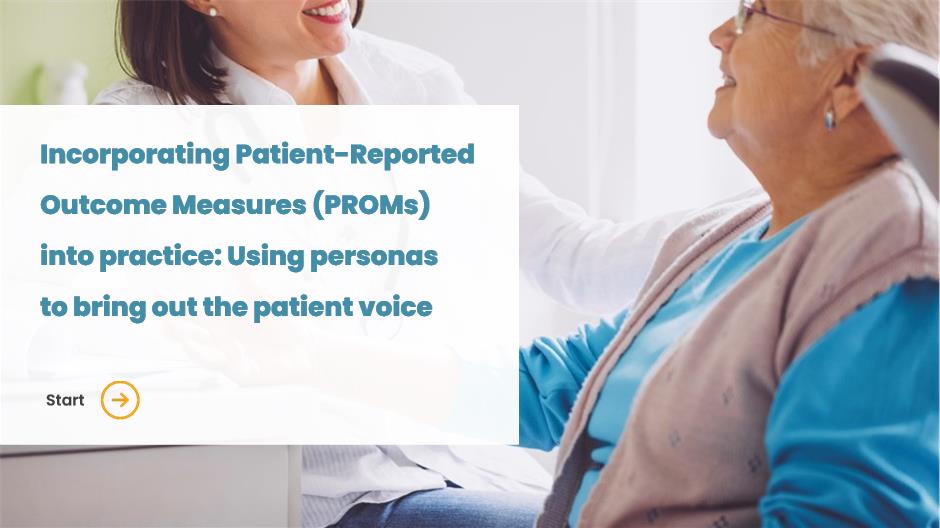 Incorporating Patient-Reported
Outcome Measures (PROMs)
into practice: Using personas
to bring out the patient voice
Start